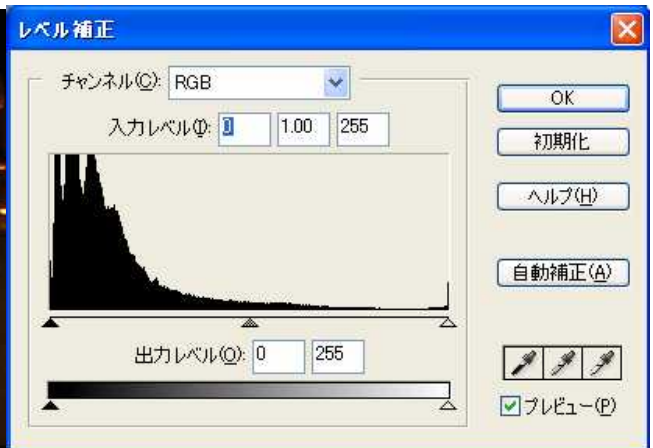 レベル補正
チャンネル(C): RGB
入力レベル(I): 0 1.00 255
出力レベル(O): 0 255
OK
初期化
ヘルプ(H)
自動補正(A)
プレビュー(P)